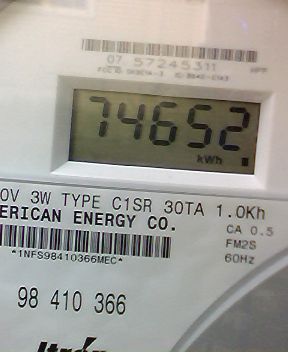 07 57245311
74652
kWh
0V 3W TYPE C1SR 30TA 1.0Kh
ERICAN ENERGY CO.
CA 0.5
FM2S
*1NFS98410366MEC*
60Hz
98 410 366
Itron